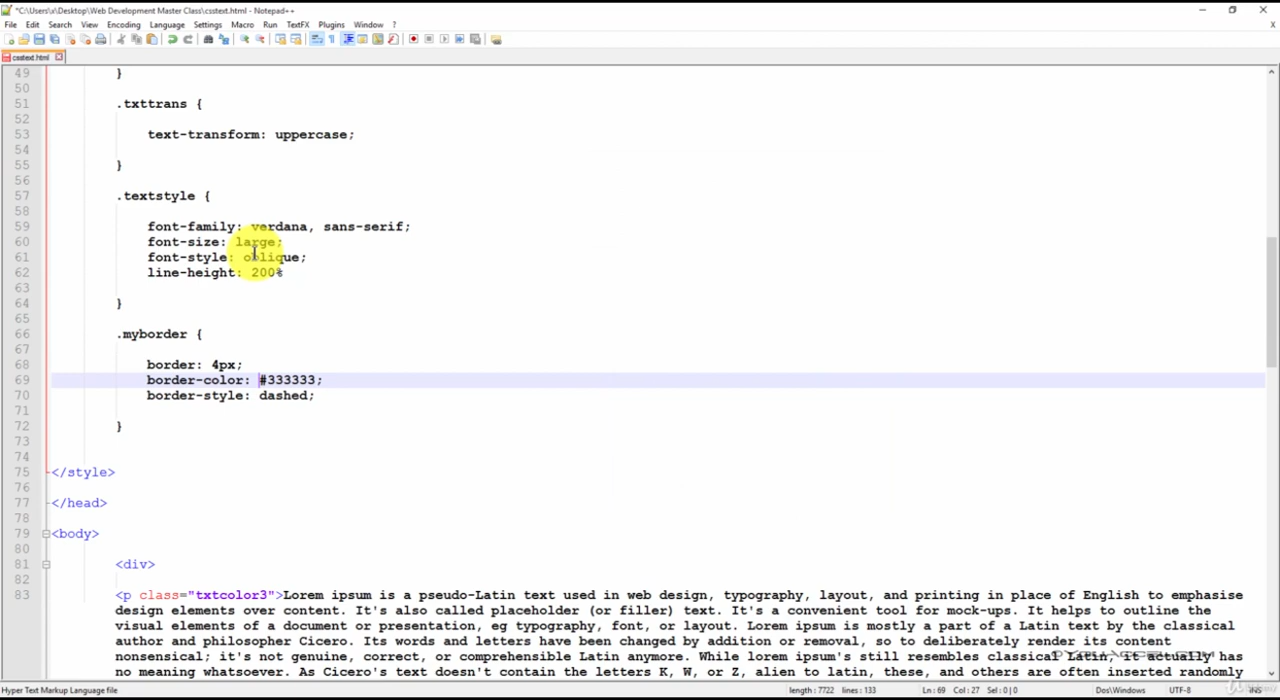 *C:\Users\x\Desktop\Web Development Master Class\csstext.html - Notepad++
File Edit Search View Encoding Language Settings Macro Run TextFX Plugins Window ?
X
csstext.html
49 }
50
51 .txttrans {
52
53 text-transform: uppercase;
54
55 }
56
57 .textstyle {
58
59 font-family: verdana, sans-serif;
60 font-size: large;
61 font-style: oblique;
62 line-height: 200%
63
64 }
65
66 .myborder {
67
68 border: 4px;
69 border-color: #333333;
70 border-style: dashed;
71
72 }
73
74
75 </style>
76
77 </head>
78
79 <body>
80
81 <div>
82
83 <p class="txtcolor3">Lorem ipsum is a pseudo-Latin text used in web design, typography, layout, and printing in place of English to emphasise
design elements over content. It's also called placeholder (or filler) text. It's a convenient tool for mock-ups. It helps to outline the
visual elements of a document or presentation, eg typography, font, or layout. Lorem ipsum is mostly a part of a Latin text by the classical
author and philosopher Cicero. Its words and letters have been changed by addition or removal, so to deliberately render its content
nonsensical; it's not genuine, correct, or comprehensible Latin anymore. While lorem ipsum's still resembles classical Latin, it actually has
no meaning whatsoever. As Cicero's text doesn't contain the letters K, W, or Z, alien to latin, these, and others are often inserted randomly
Hyper Text Markup Language file length: 7722 lines: 133 Ln: 69 Col: 27 Sel: 0 | 0 Dos\Windows UTF-8 INS